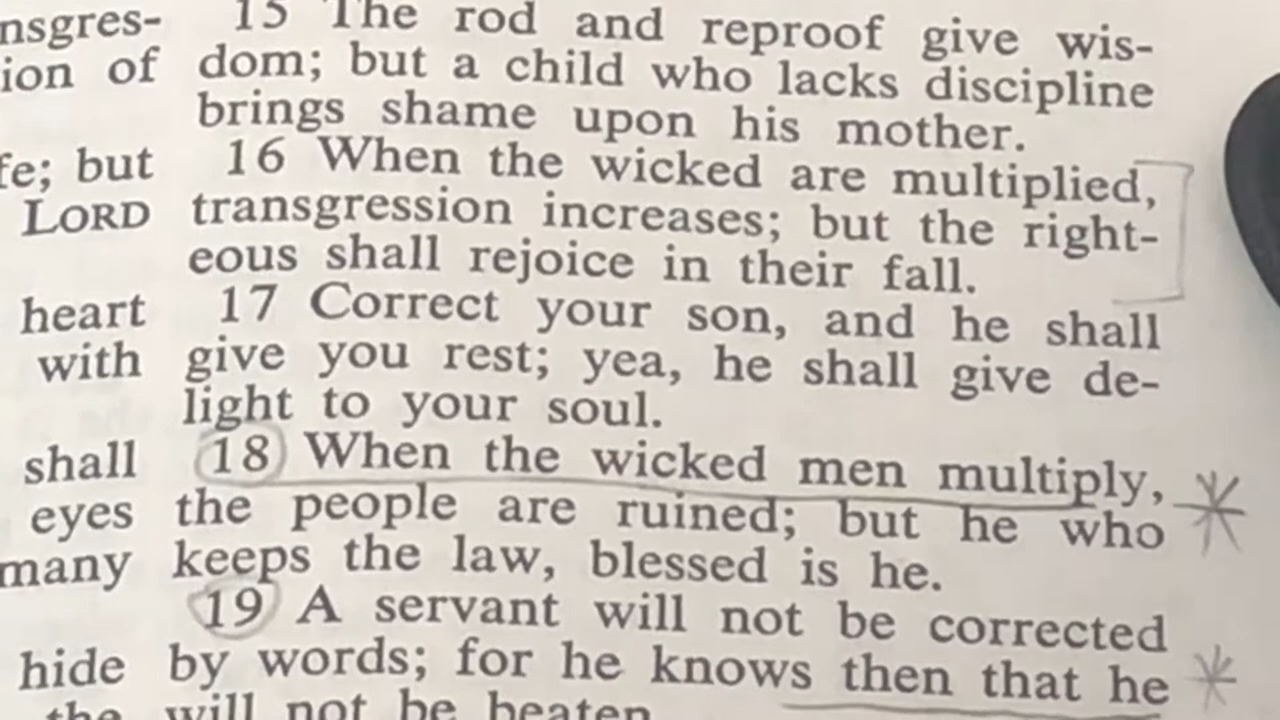 nsgres-
ion of
fe; but
LORD
heart
with
shall
eyes
many
hide
the
15 The rod and reproof give wis-
dom; but a child who lacks discipline
brings shame upon his mother.
16 When the wicked are multiplied,
transgression increases; but the right-
eous shall rejoice in their fall.
17 Correct your son, and he shall
give you rest; yea, he shall give de-
light to your soul.
18 When the wicked men multiply,
the people are ruined; but he who
keeps the law, blessed is he.
19 A servant will not be corrected
by words; for he knows then that he
will not be beaten